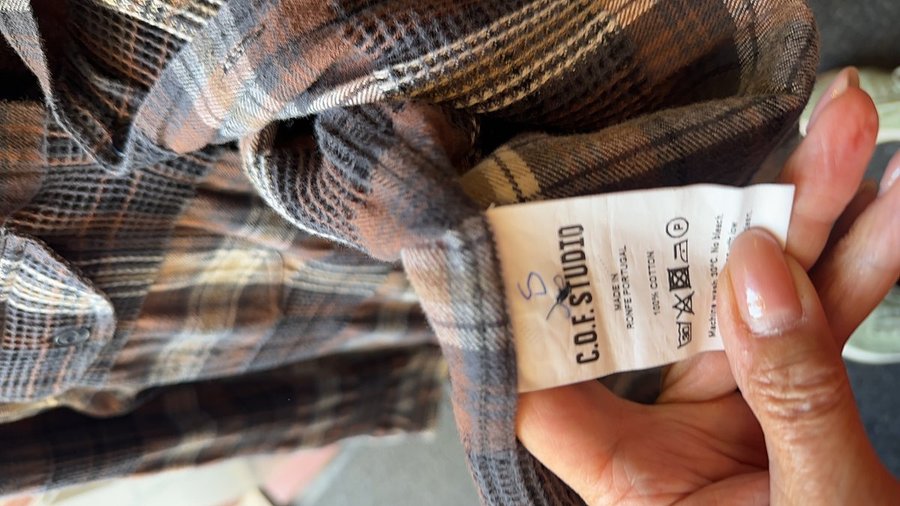 C.O.F. STUDIO
MADE IN
RONFE PORTUGAL
100% COTTON
P
Machine wash 30°C. No bleach.